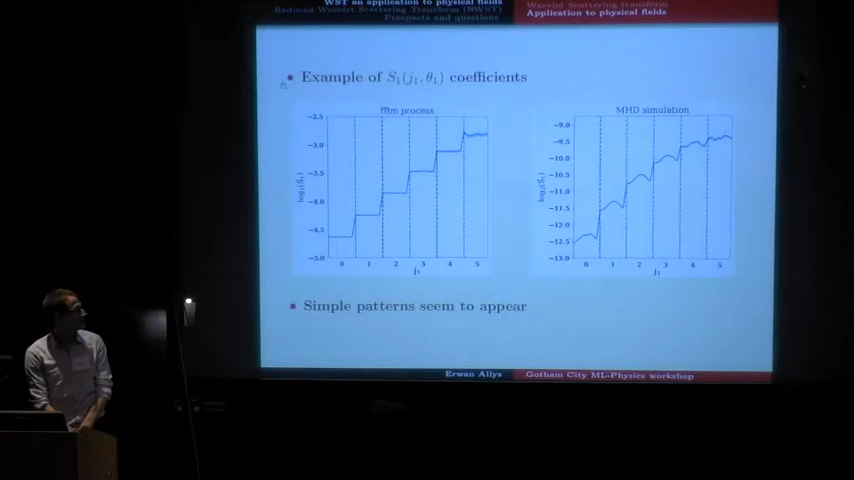 WST an application to physical fields
Reduced Wavelet Scattering Transform (RWST)
Prospects and questions
Wavelet Scattering transform
Application to physical fields
Example of S₁(j₁, θ₁) coefficients
fBm process
−2.5
−3.0
−3.5
−4.0
−4.5
−5.0
log₂(S₁)
0 1 2 3 4 5
j₁
MHD simulation
−9.0
−9.5
−10.0
−10.5
−11.0
−11.5
−12.0
−12.5
−13.0
log₂(S₁)
0 1 2 3 4 5
j₁
Simple patterns seem to appear
Erwan Allys
Gotham City ML-Physics workshop